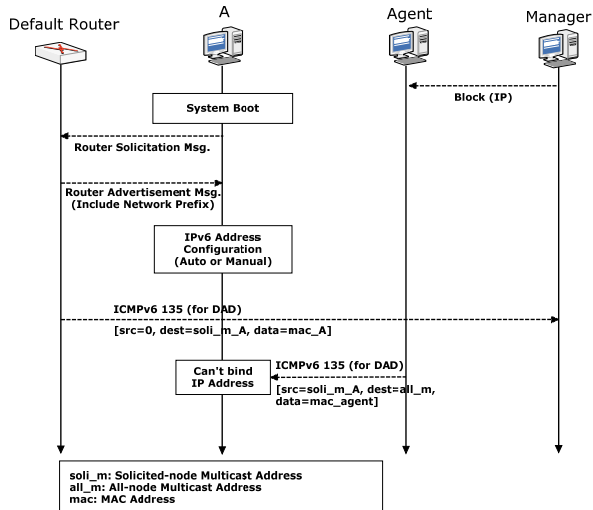 Default Router
A
Agent
Manager
Block (IP)
System Boot
Router Solicitation Msg.
Router Advertisement Msg.
(Include Network Prefix)
IPv6 Address
Configuration
(Auto or Manual)
ICMPv6 135 (for DAD)
[src=0, dest=soli_m_A, data=mac_A]
Can't bind
IP Address
ICMPv6 135 (for DAD)
[src=soli_m_A, dest=all_m,
data=mac_agent]
soli_m: Solicited-node Multicast Address
all_m: All-node Multicast Address
mac: MAC Address